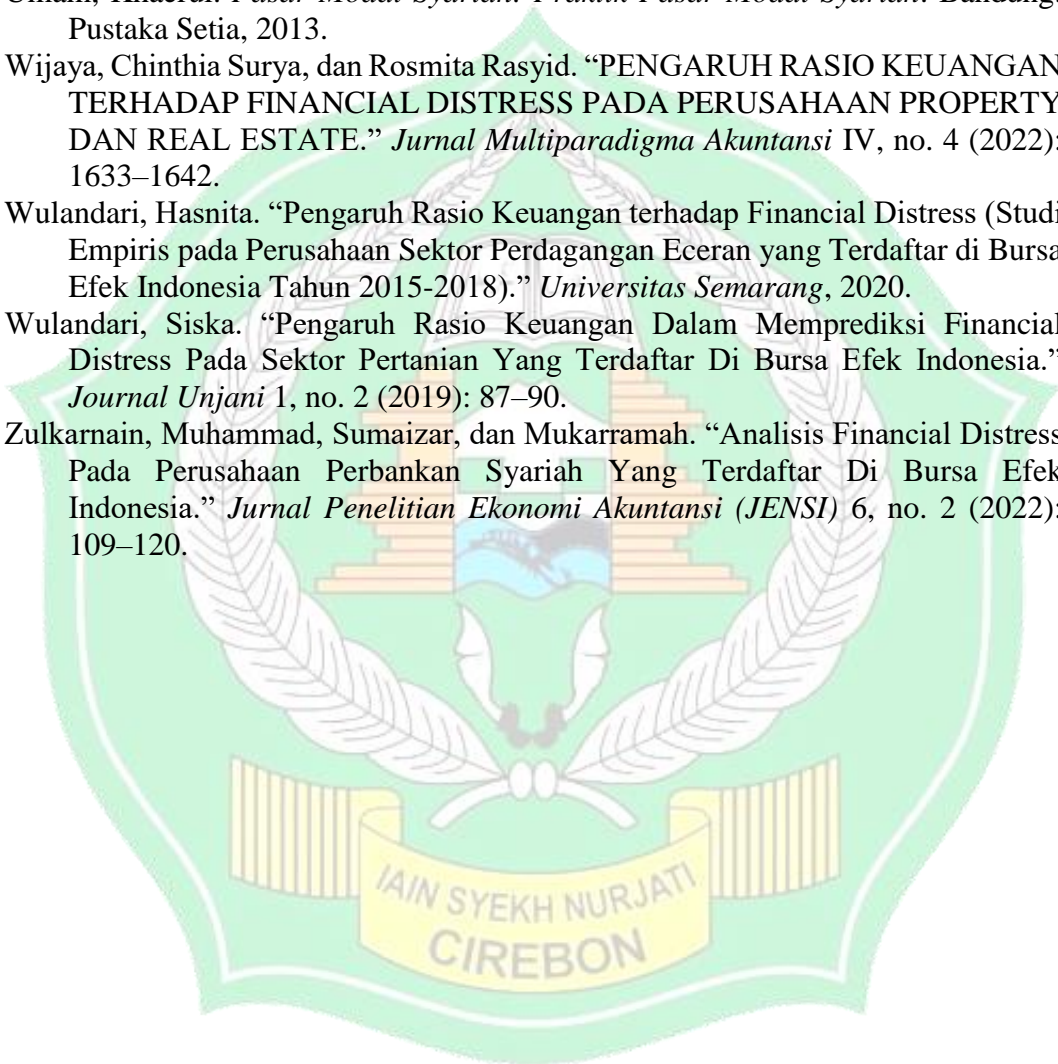 Pustaka Setia, 2013.
Wijaya, Chinthia Surya, dan Rosmita Rasyid. “PENGARUH RASIO KEUANGAN
TERHADAP FINANCIAL DISTRESS PADA PERUSAHAAN PROPERTY
DAN REAL ESTATE.” Jurnal Multiparadigma Akuntansi IV, no. 4 (2022):
1633–1642.
Wulandari, Hasnita. “Pengaruh Rasio Keuangan terhadap Financial Distress (Studi
Empiris pada Perusahaan Sektor Perdagangan Eceran yang Terdaftar di Bursa
Efek Indonesia Tahun 2015-2018).” Universitas Semarang, 2020.
Wulandari, Siska. “Pengaruh Rasio Keuangan Dalam Memprediksi Financial
Distress Pada Sektor Pertanian Yang Terdaftar Di Bursa Efek Indonesia.”
Journal Unjani 1, no. 2 (2019): 87–90.
Zulkarnain, Muhammad, Sumaizar, dan Mukarramah. “Analisis Financial Distress
Pada Perusahaan Perbankan Syariah Yang Terdaftar Di Bursa Efek
Indonesia.” Jurnal Penelitian Ekonomi Akuntansi (JENSI) 6, no. 2 (2022):
109–120.
IAIN SYEKH NURJATI
CIREBON